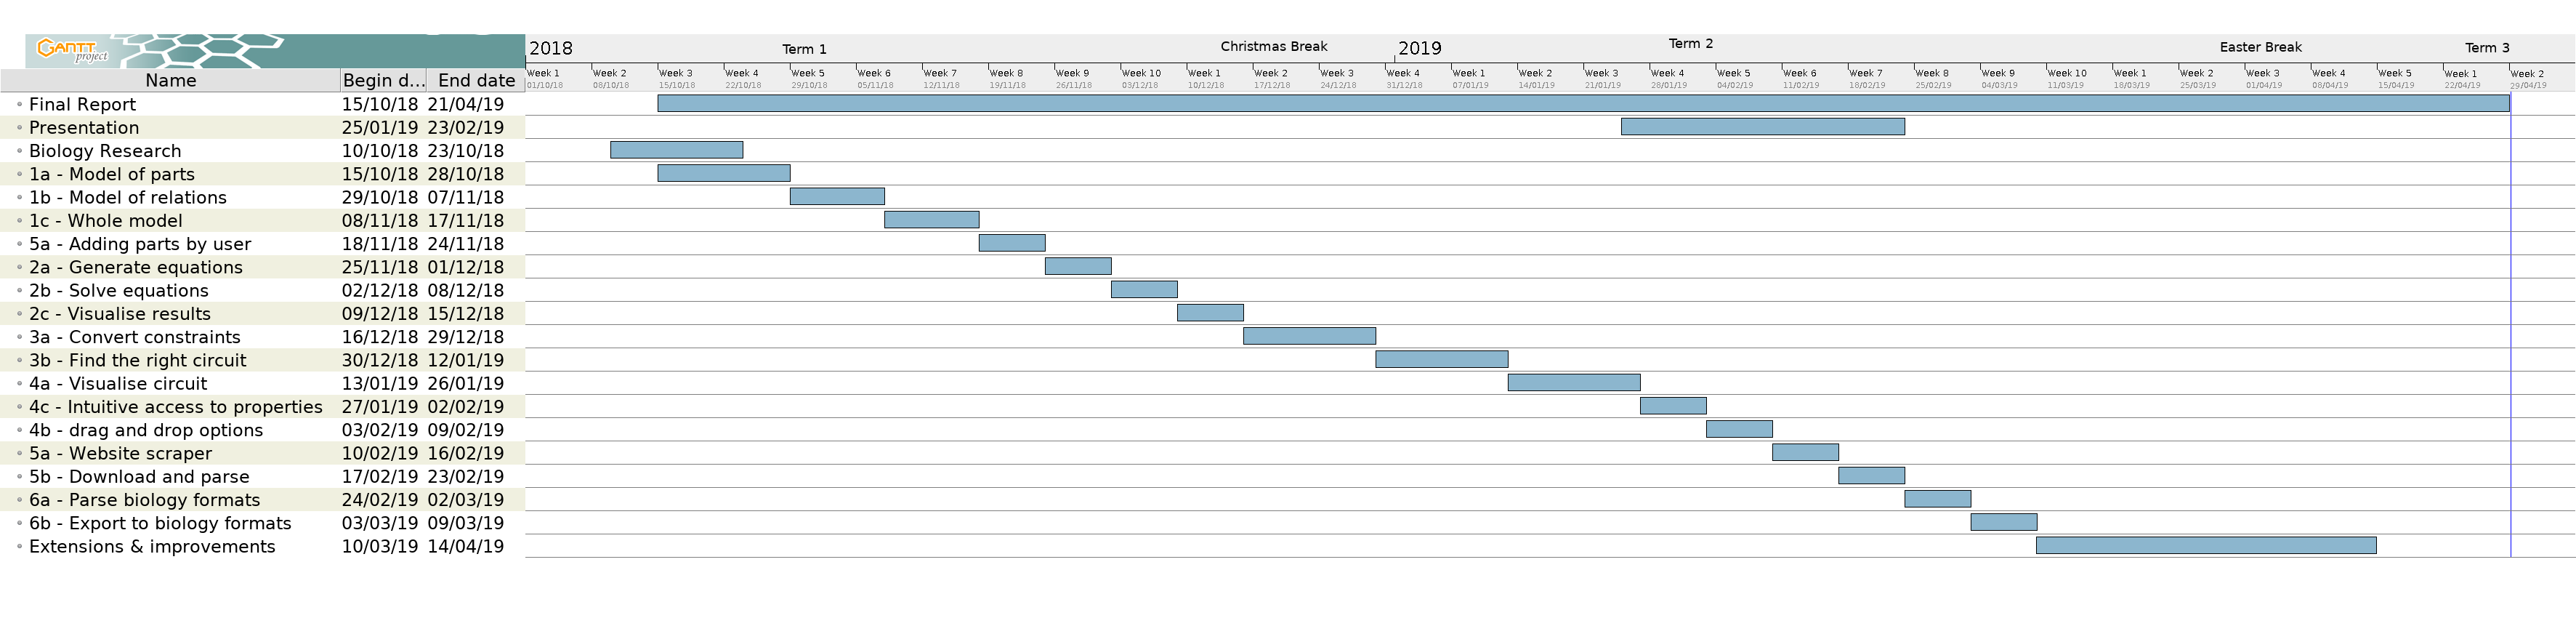 GANTT project
2018 Term 1 Christmas Break 2019 Term 2 Easter Break Term 3
Name Begin d... End date
Week 1 Week 2 Week 3 Week 4 Week 5 Week 6 Week 7 Week 8 Week 9 Week 10 Week 1 Week 2 Week 3 Week 4 Week 1 Week 2 Week 3 Week 4 Week 5 Week 6 Week 7 Week 8 Week 9 Week 10 Week 1 Week 2 Week 3 Week 4 Week 5 Week 1 Week 2
01/10/18 08/10/18 15/10/18 22/10/18 29/10/18 05/11/18 12/11/18 19/11/18 26/11/18 03/12/18 10/12/18 17/12/18 24/12/18 31/12/18 07/01/19 14/01/19 21/01/19 28/01/19 04/02/19 11/02/19 18/02/19 25/02/19 04/03/19 11/03/19 18/03/19 25/03/19 01/04/19 08/04/19 15/04/19 22/04/19 29/04/19
Final Report 15/10/18 21/04/19
Presentation 25/01/19 23/02/19
Biology Research 10/10/18 23/10/18
1a - Model of parts 15/10/18 28/10/18
1b - Model of relations 29/10/18 07/11/18
1c - Whole model 08/11/18 17/11/18
5a - Adding parts by user 18/11/18 24/11/18
2a - Generate equations 25/11/18 01/12/18
2b - Solve equations 02/12/18 08/12/18
2c - Visualise results 09/12/18 15/12/18
3a - Convert constraints 16/12/18 29/12/18
3b - Find the right circuit 30/12/18 12/01/19
4a - Visualise circuit 13/01/19 26/01/19
4c - Intuitive access to properties 27/01/19 02/02/19
4b - drag and drop options 03/02/19 09/02/19
5a - Website scraper 10/02/19 16/02/19
5b - Download and parse 17/02/19 23/02/19
6a - Parse biology formats 24/02/19 02/03/19
6b - Export to biology formats 03/03/19 09/03/19
Extensions & improvements 10/03/19 14/04/19